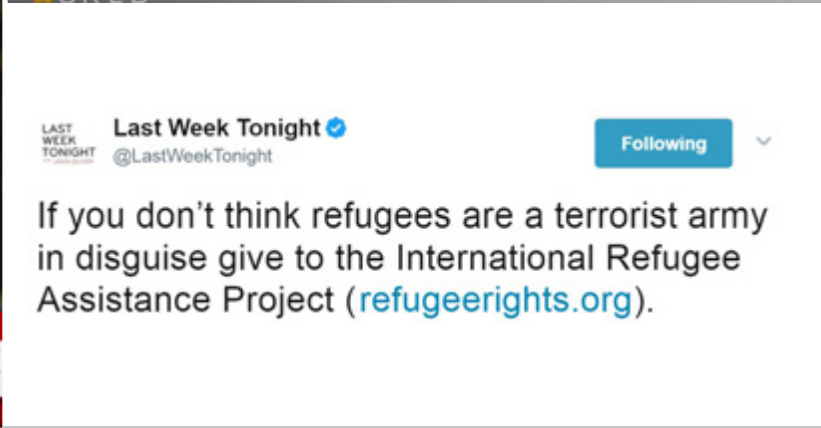 LAST
WEEK
TONIGHT
Last Week Tonight
@LastWeekTonight
Following
If you don’t think refugees are a terrorist army
in disguise give to the International Refugee
Assistance Project (refugeerights.org).